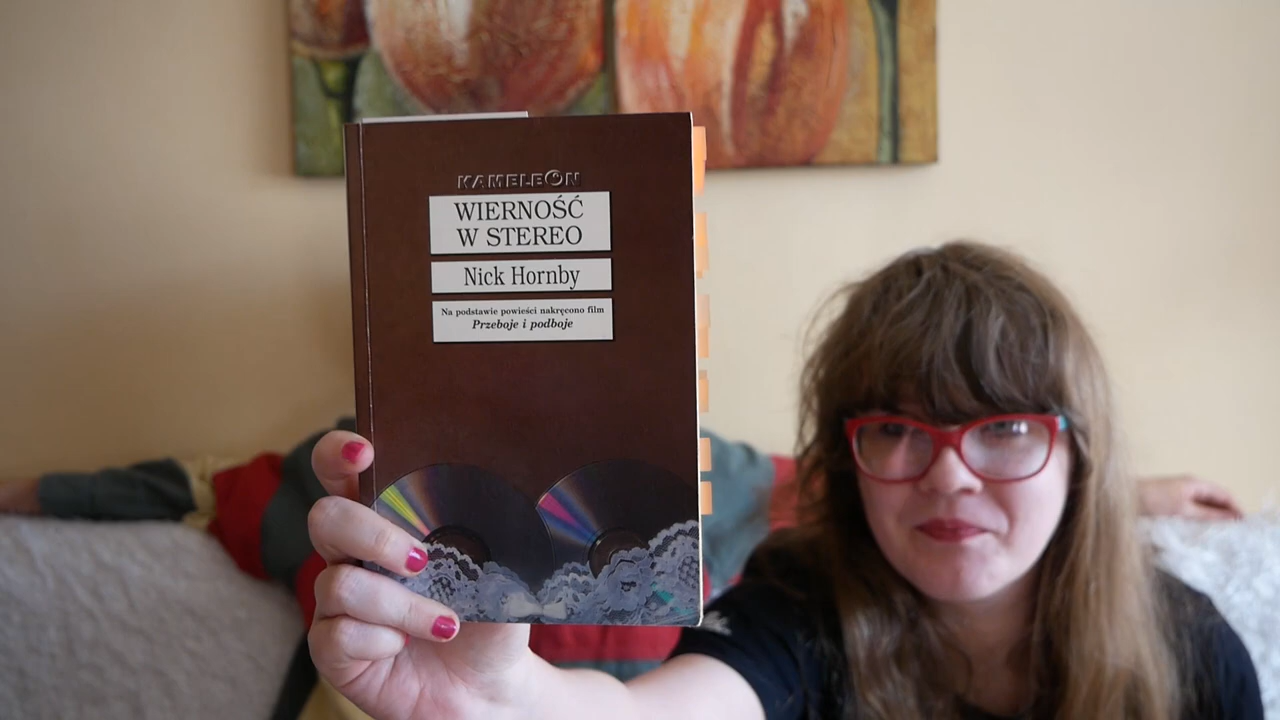 KAMELEON
WIERNOŚĆ
W STEREO
Nick Hornby
Na podstawie powieści nakręcono film
Przeboje i podboje